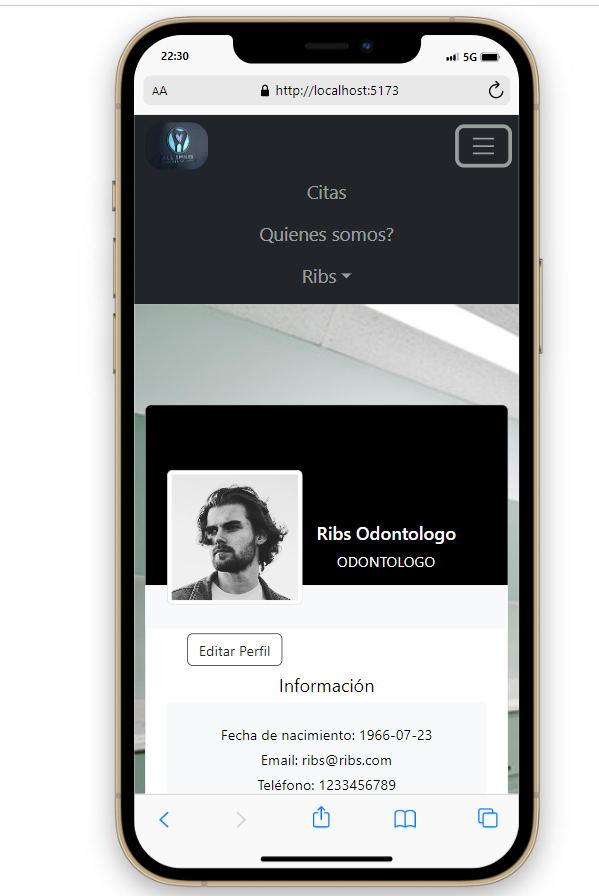 22:30
5G
AA
http://localhost:5173
Citas
Quienes somos?
Ribs
Ribs Odontologo
ODONTOLOGO
Editar Perfil
Información
Fecha de nacimiento: 1966-07-23
Email: ribs@ribs.com
Teléfono: 1233456789